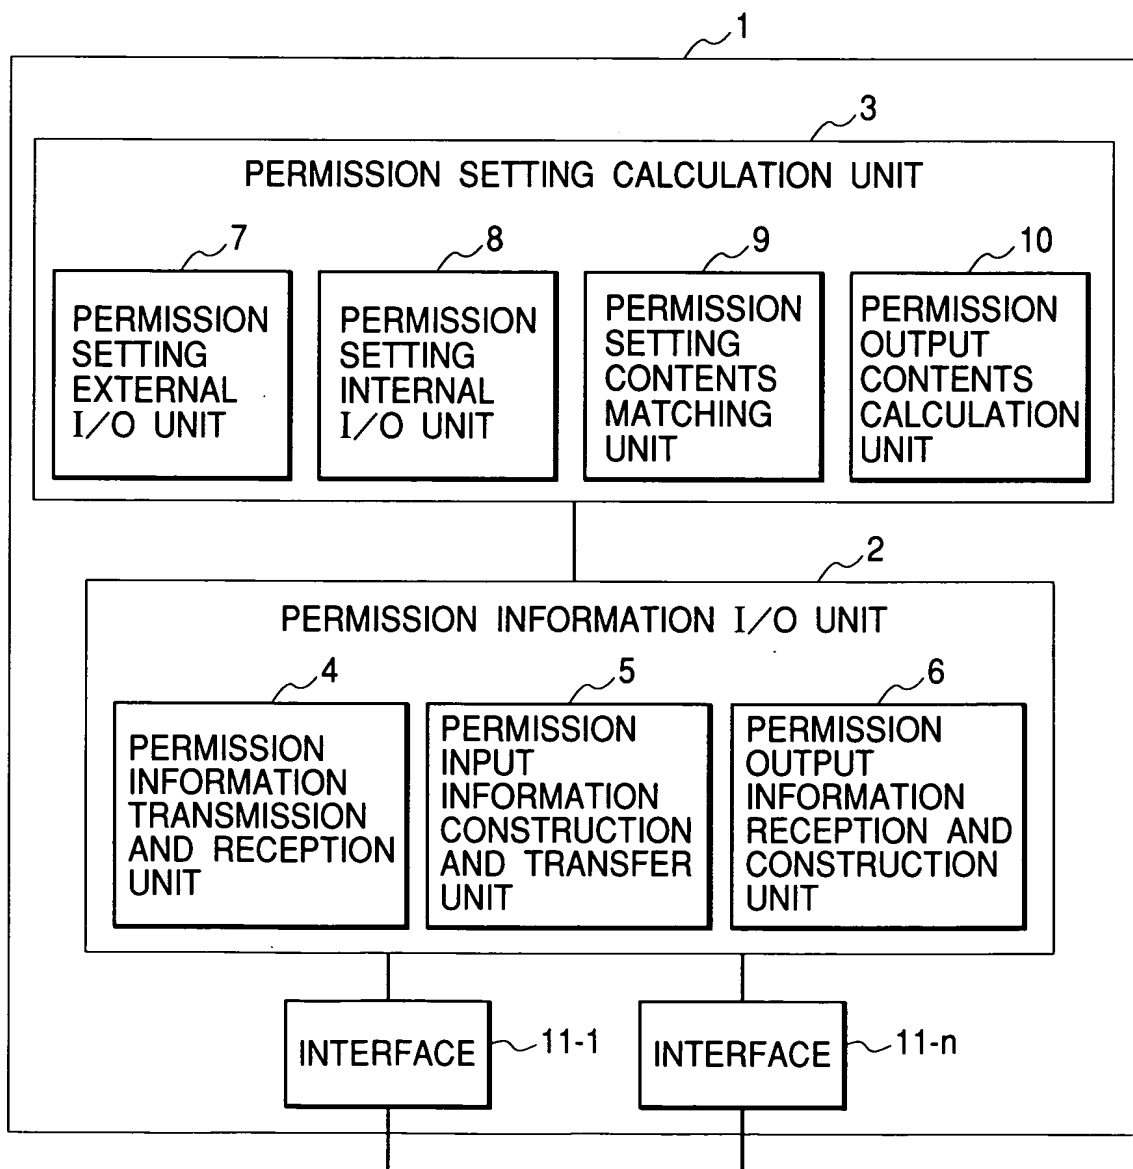 1
3
PERMISSION SETTING CALCULATION UNIT
7
8
9
10
PERMISSION
SETTING
EXTERNAL
I/O UNIT
PERMISSION
SETTING
INTERNAL
I/O UNIT
PERMISSION
SETTING
CONTENTS
MATCHING
UNIT
PERMISSION
OUTPUT
CONTENTS
CALCULATION
UNIT
2
PERMISSION INFORMATION I/O UNIT
4
5
6
PERMISSION
INFORMATION
TRANSMISSION
AND RECEPTION
UNIT
PERMISSION
INPUT
INFORMATION
CONSTRUCTION
AND TRANSFER
UNIT
PERMISSION
OUTPUT
INFORMATION
RECEPTION AND
CONSTRUCTION
UNIT
INTERFACE
11-1
INTERFACE
11-n